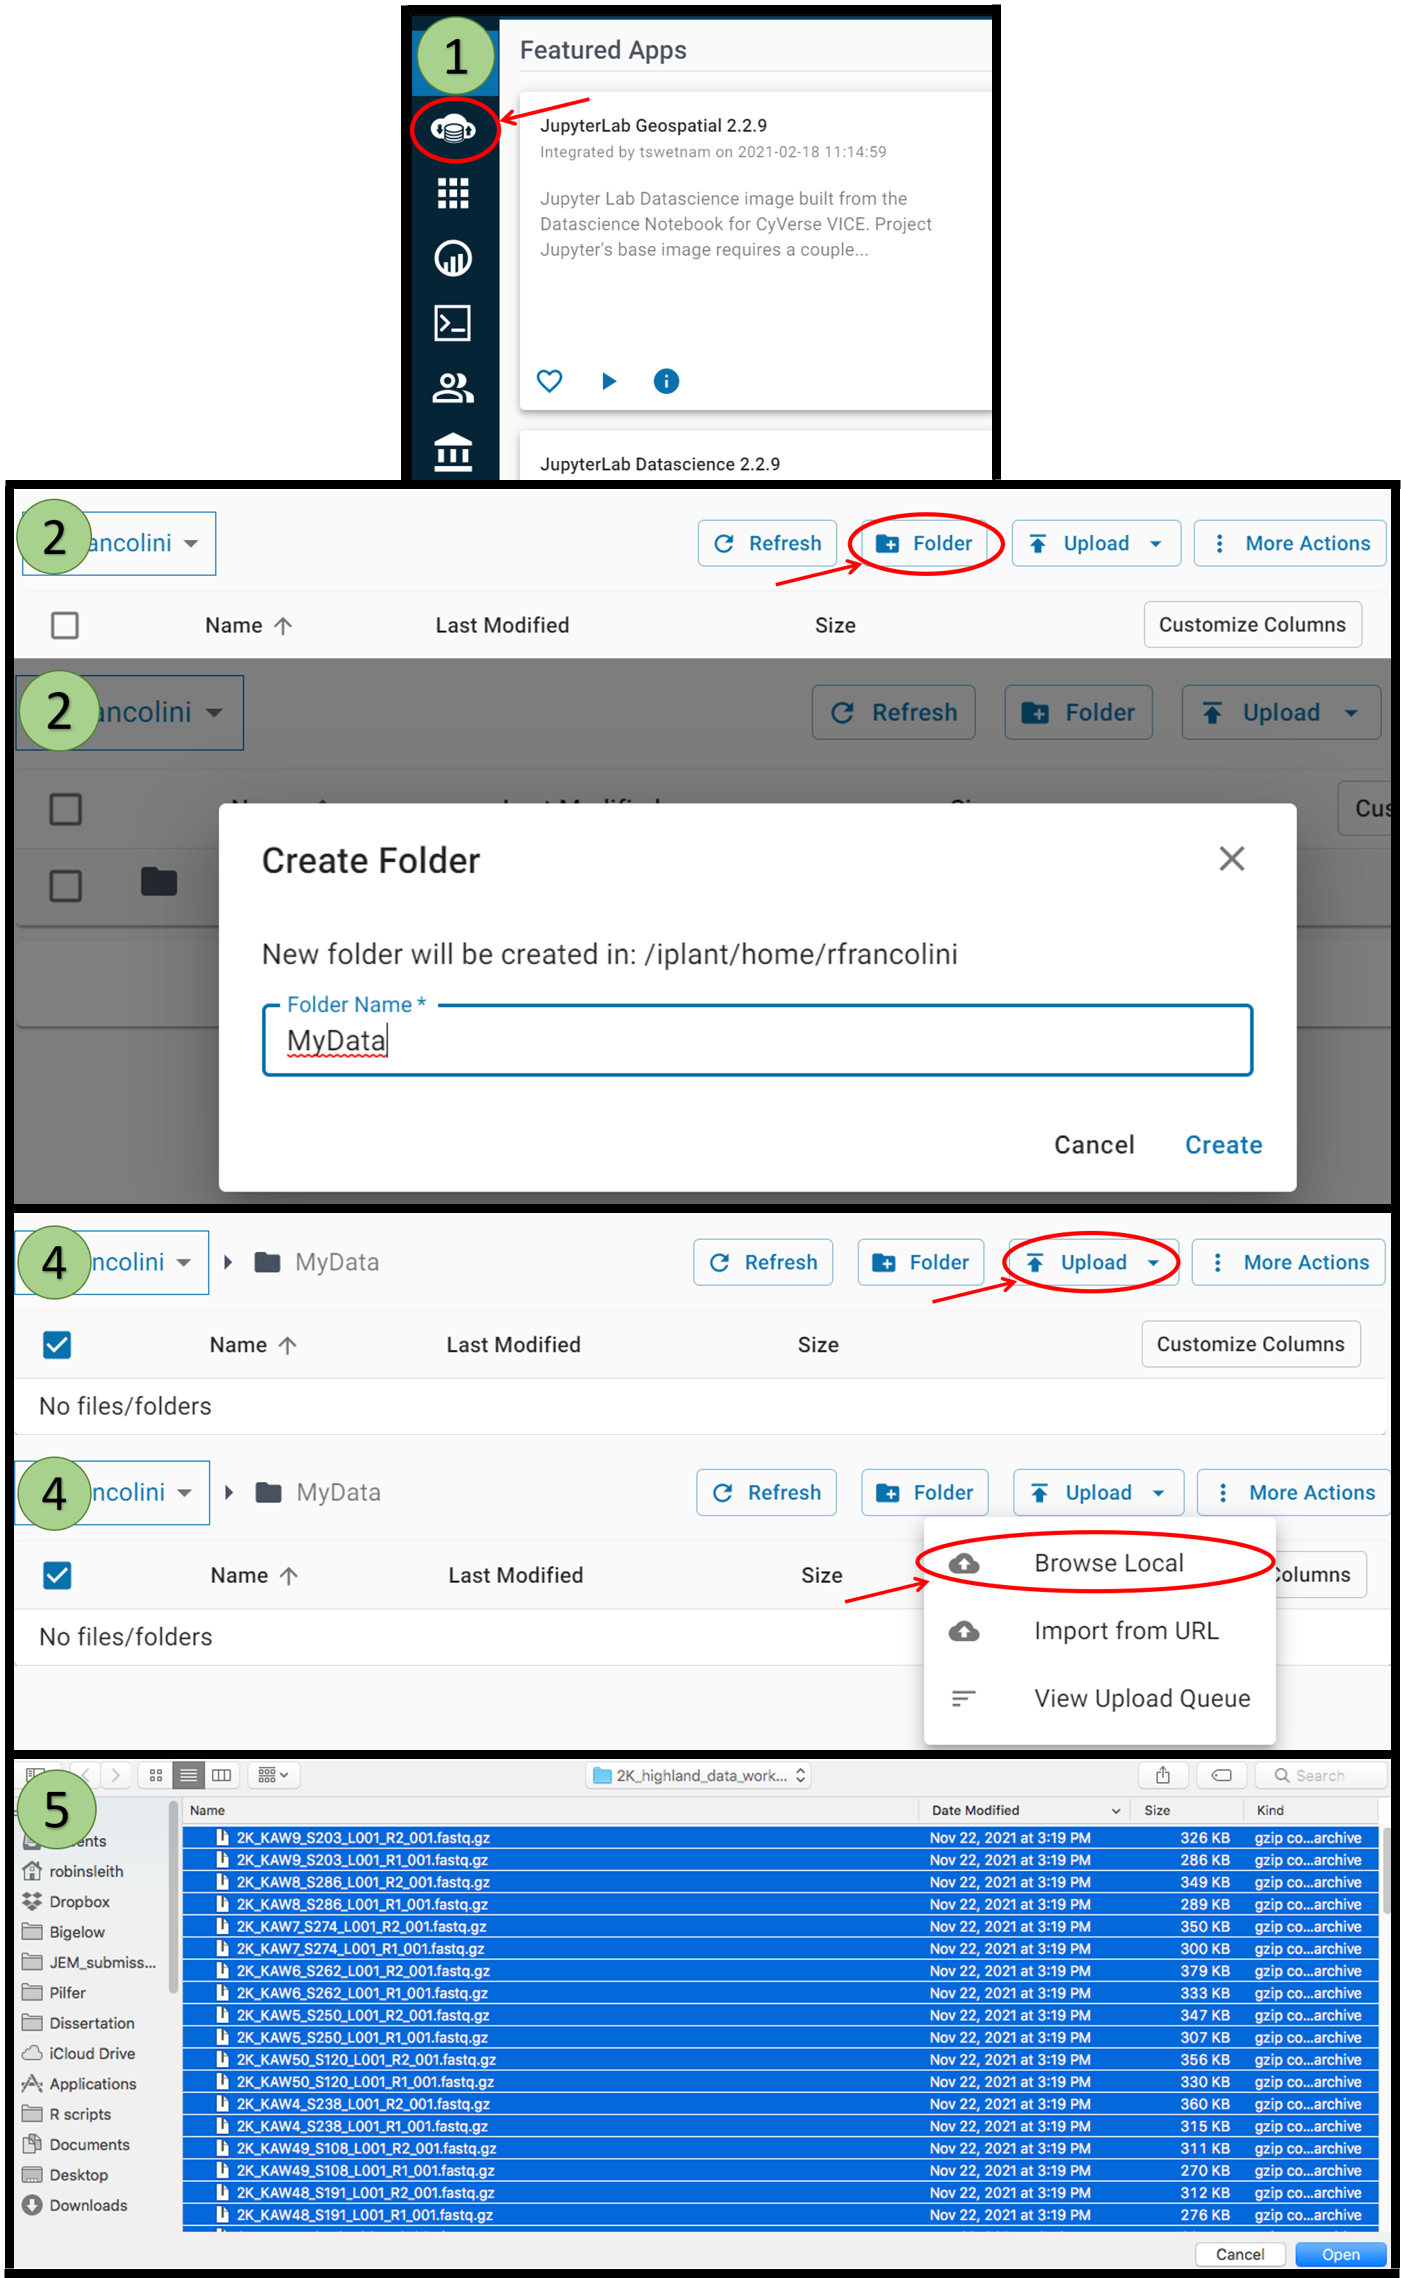 1
Featured Apps
JupyterLab Geospatial 2.2.9
Integrated by tswetnam on 2021-02-18 11:14:59
Jupyter Lab Datascience image built from the
Datascience Notebook for CyVerse VICE. Project
Jupyter's base image requires a couple...
JupyterLab Datascience 2.2.9
2 ancolini Refresh Folder Upload More Actions
Name Last Modified Size Customize Columns
2 ancolini Refresh Folder Upload
Cus
Create Folder
New folder will be created in: /iplant/home/rfrancolini
Folder Name *
MyData
Cancel Create
4 ncolini MyData Refresh Folder Upload More Actions
Name Last Modified Size Customize Columns
No files/folders
4 ncolini MyData Refresh Folder Upload More Actions
Name Last Modified Size olumns
Browse Local
No files/folders
Import from URL
View Upload Queue
5 2K_highland_data_work... Search
Name Date Modified Size Kind
ents
robinsleith
Dropbox
Bigelow
JEM_submiss...
Pilfer
Dissertation
iCloud Drive
Applications
R scripts
Documents
Desktop
Downloads
2K_KAW9_S203_L001_R2_001.fastq.gz Nov 22, 2021 at 3:19 PM 326 KB gzip co...archive
2K_KAW9_S203_L001_R1_001.fastq.gz Nov 22, 2021 at 3:19 PM 286 KB gzip co...archive
2K_KAW8_S286_L001_R2_001.fastq.gz Nov 22, 2021 at 3:19 PM 349 KB gzip co...archive
2K_KAW8_S286_L001_R1_001.fastq.gz Nov 22, 2021 at 3:19 PM 289 KB gzip co...archive
2K_KAW7_S274_L001_R2_001.fastq.gz Nov 22, 2021 at 3:19 PM 350 KB gzip co...archive
2K_KAW7_S274_L001_R1_001.fastq.gz Nov 22, 2021 at 3:19 PM 300 KB gzip co...archive
2K_KAW6_S262_L001_R2_001.fastq.gz Nov 22, 2021 at 3:19 PM 379 KB gzip co...archive
2K_KAW6_S262_L001_R1_001.fastq.gz Nov 22, 2021 at 3:19 PM 333 KB gzip co...archive
2K_KAW5_S250_L001_R2_001.fastq.gz Nov 22, 2021 at 3:19 PM 347 KB gzip co...archive
2K_KAW5_S250_L001_R1_001.fastq.gz Nov 22, 2021 at 3:19 PM 307 KB gzip co...archive
2K_KAW50_S120_L001_R2_001.fastq.gz Nov 22, 2021 at 3:19 PM 356 KB gzip co...archive
2K_KAW50_S120_L001_R1_001.fastq.gz Nov 22, 2021 at 3:19 PM 330 KB gzip co...archive
2K_KAW4_S238_L001_R2_001.fastq.gz Nov 22, 2021 at 3:19 PM 360 KB gzip co...archive
2K_KAW4_S238_L001_R1_001.fastq.gz Nov 22, 2021 at 3:19 PM 315 KB gzip co...archive
2K_KAW49_S108_L001_R2_001.fastq.gz Nov 22, 2021 at 3:19 PM 311 KB gzip co...archive
2K_KAW49_S108_L001_R1_001.fastq.gz Nov 22, 2021 at 3:19 PM 270 KB gzip co...archive
2K_KAW48_S191_L001_R2_001.fastq.gz Nov 22, 2021 at 3:19 PM 312 KB gzip co...archive
2K_KAW48_S191_L001_R1_001.fastq.gz Nov 22, 2021 at 3:19 PM 276 KB gzip co...archive
Cancel Open